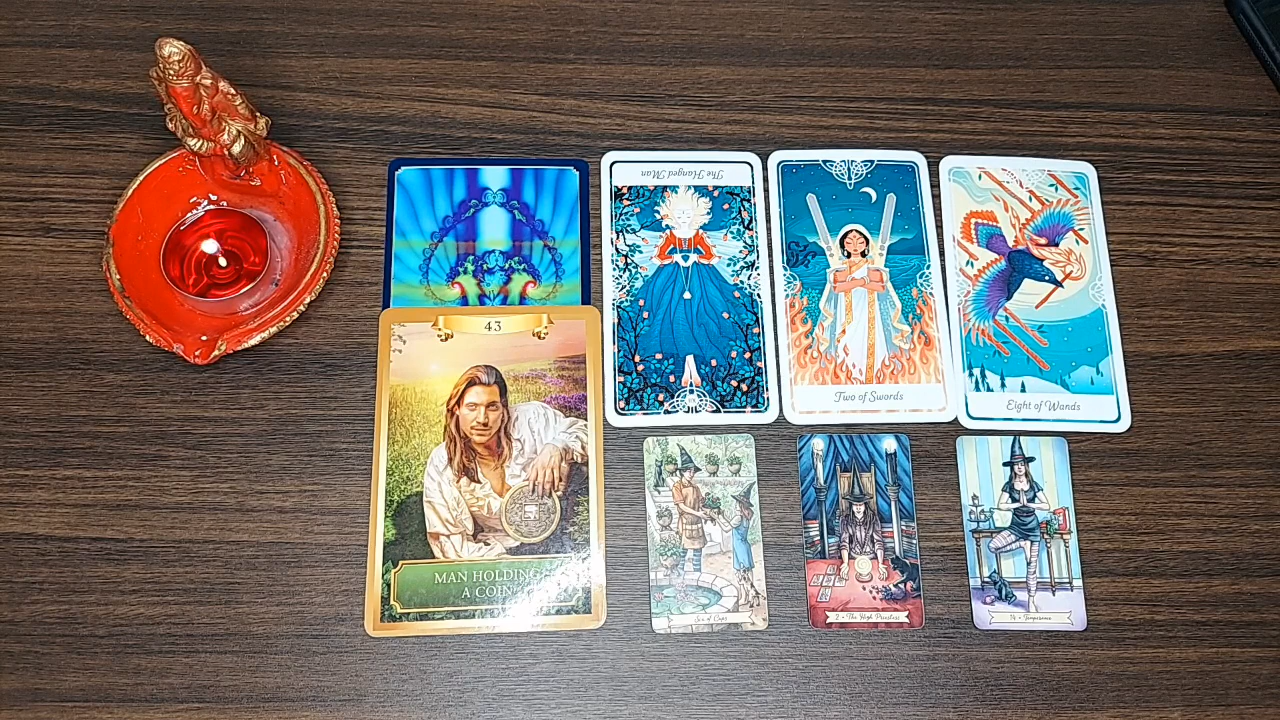 The Hanged Man
Two of Swords
Eight of Wands
43
MAN HOLDING
A COIN
Six of Cups
2 • The High Priestess
14 • Temperance